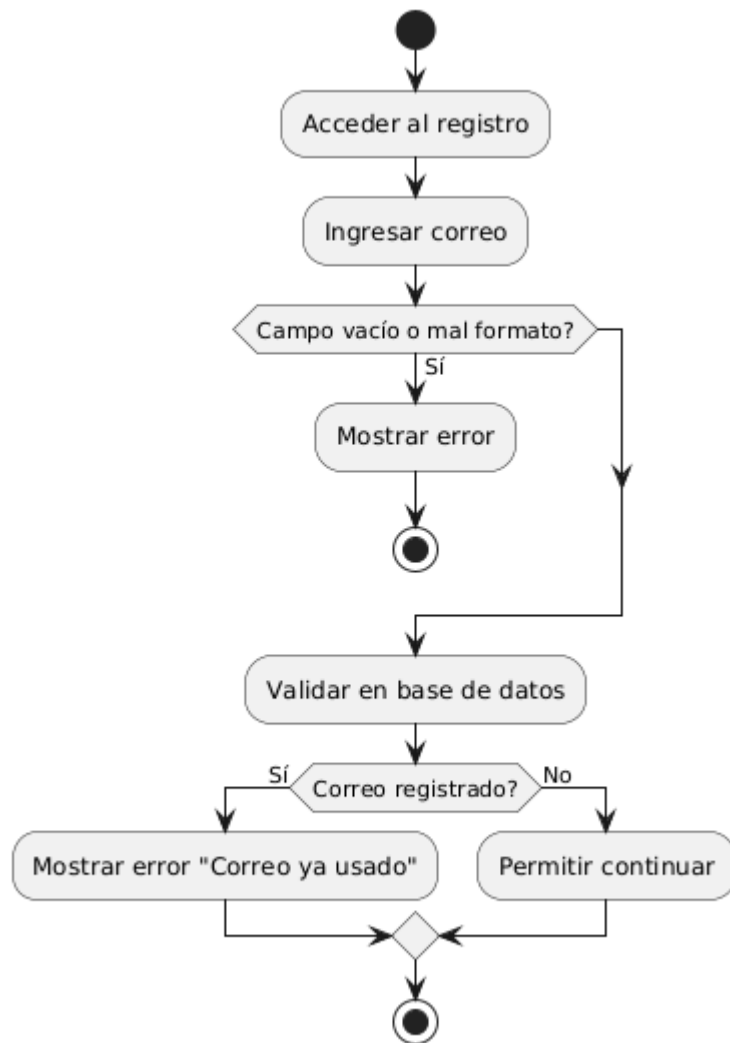 Acceder al registro
Ingresar correo
Campo vacío o mal formato?
Sí
Mostrar error
Validar en base de datos
Sí
Correo registrado?
No
Mostrar error "Correo ya usado"
Permitir continuar